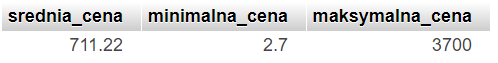 srednia_cena minimalna_cena maksymalna_cena
711.22 2.7 3700